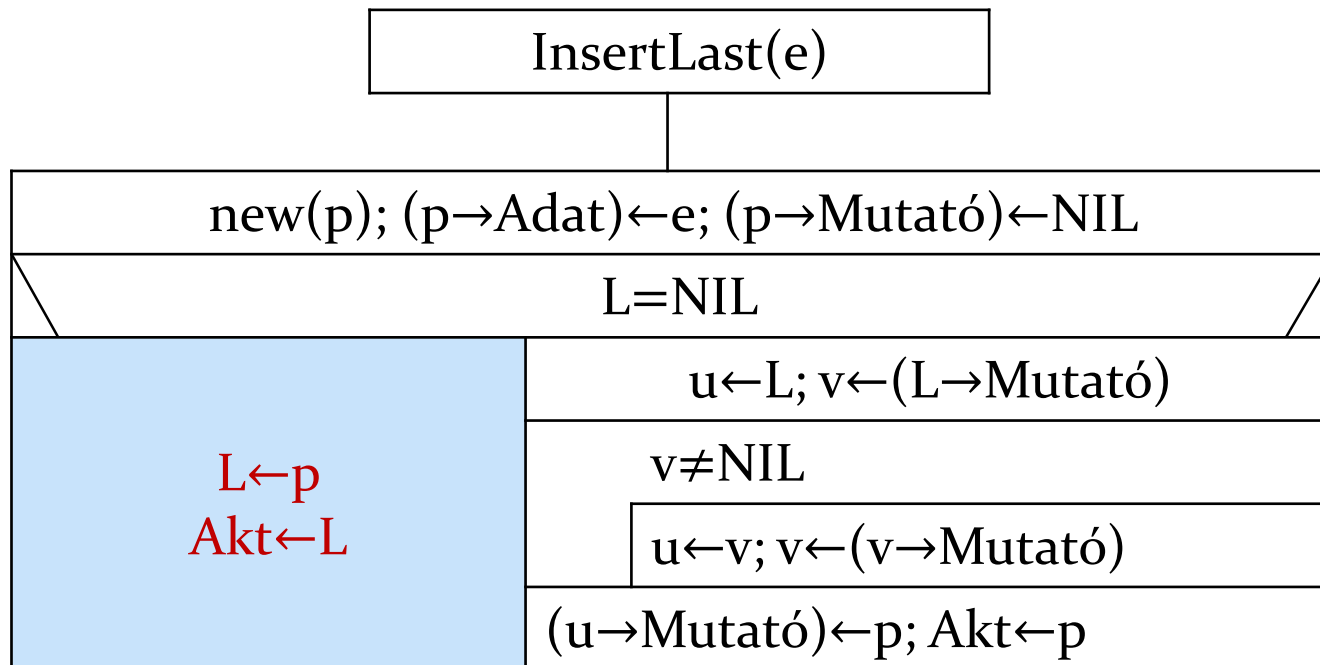 InsertLast(e)
new(p); (p→Adat)←e; (p→Mutató)←NIL
L=NIL
L←p
Akt←L
u←L; v←(L→Mutató)
v≠NIL
u←v; v←(v→Mutató)
(u→Mutató)←p; Akt←p